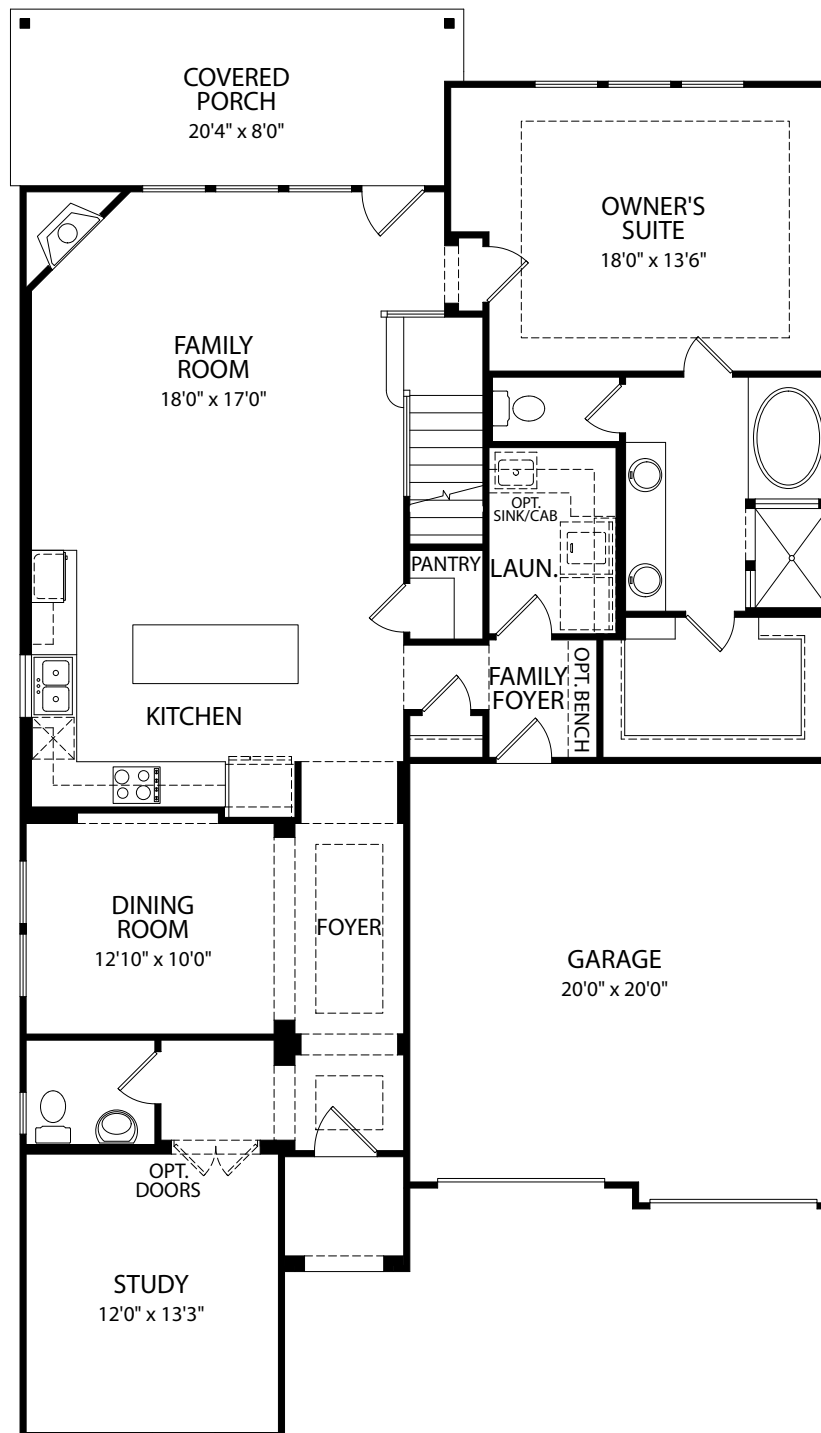 COVERED
PORCH
20'4" x 8'0"
OWNER'S
SUITE
18'0" x 13'6"
FAMILY
ROOM
18'0" x 17'0"
OPT.
SINK/CAB
PANTRY
LAUN.
FAMILY
FOYER
OPT. BENCH
KITCHEN
DINING
ROOM
12'10" x 10'0"
FOYER
GARAGE
20'0" x 20'0"
OPT.
DOORS
STUDY
12'0" x 13'3"